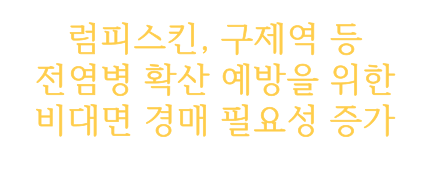 럼피스킨, 구제역 등
전염병 확산 예방을 위한
비대면 경매 필요성 증가